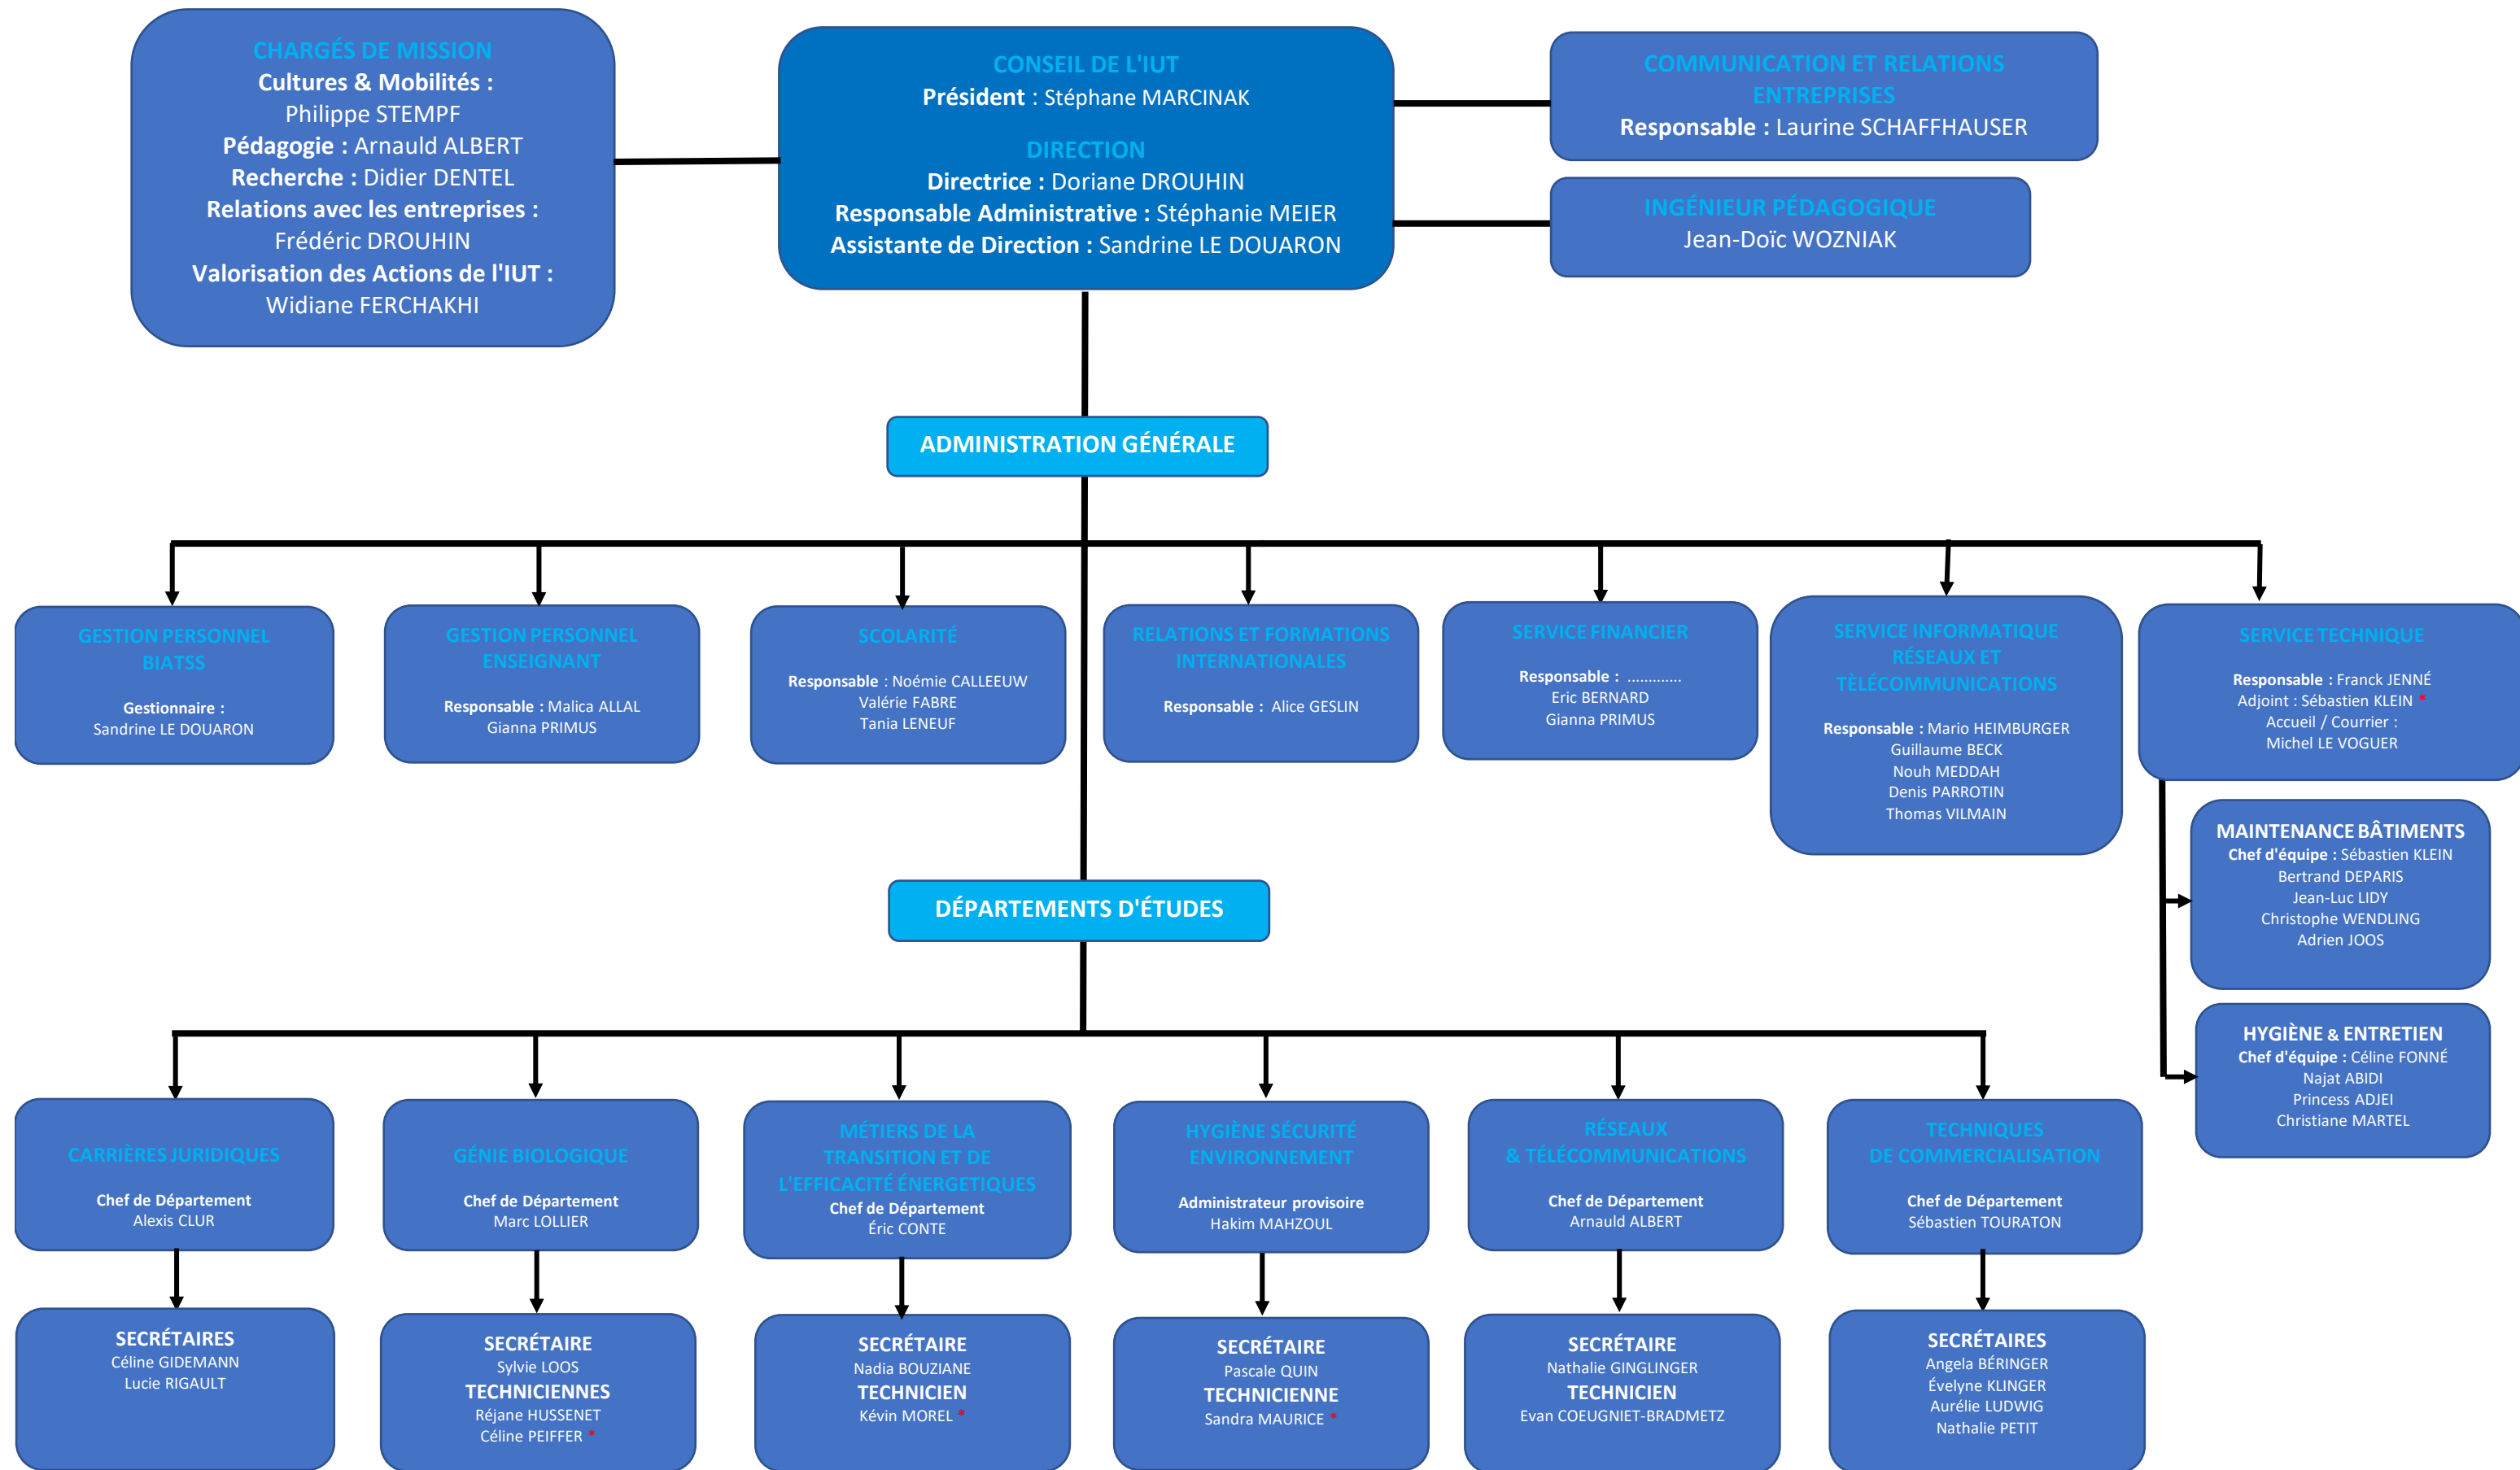 CHARGÉS DE MISSION
Cultures & Mobilités :
Philippe STEMPF
Pédagogie : Arnauld ALBERT
Recherche : Didier DENTEL
Relations avec les entreprises :
Frédéric DROUHIN
Valorisation des Actions de l'IUT :
Widiane FERCHAKHI
CONSEIL DE L'IUT
Président : Stéphane MARCINAK
DIRECTION
Directrice : Doriane DROUHIN
Responsable Administrative : Stéphanie MEIER
Assistante de Direction : Sandrine LE DOUARON
COMMUNICATION ET RELATIONS
ENTREPRISES
Responsable : Laurine SCHAFFHAUSER
INGÉNIEUR PÉDAGOGIQUE
Jean-Doïc WOZNIAK
ADMINISTRATION GÉNÉRALE
GESTION PERSONNEL
BIATSS
Gestionnaire :
Sandrine LE DOUARON
GESTION PERSONNEL
ENSEIGNANT
Responsable : Malica ALLAL
Gianna PRIMUS
SCOLARITÉ
Responsable : Noémie CALLEEUW
Valérie FABRE
Tania LENEUF
RELATIONS ET FORMATIONS
INTERNATIONALES
Responsable : Alice GESLIN
SERVICE FINANCIER
Responsable : .............
Eric BERNARD
Gianna PRIMUS
SERVICE INFORMATIQUE
RÉSEAUX ET
TÈLÉCOMMUNICATIONS
Responsable : Mario HEIMBURGER
Guillaume BECK
Nouh MEDDAH
Denis PARROTIN
Thomas VILMAIN
SERVICE TECHNIQUE
Responsable : Franck JENNÉ
Adjoint : Sébastien KLEIN *
Accueil / Courrier :
Michel LE VOGUER
MAINTENANCE BÂTIMENTS
Chef d'équipe : Sébastien KLEIN
Bertrand DEPARIS
Jean-Luc LIDY
Christophe WENDLING
Adrien JOOS
HYGIÈNE & ENTRETIEN
Chef d'équipe : Céline FONNÉ
Najat ABIDI
Princess ADJEI
Christiane MARTEL
DÉPARTEMENTS D'ÉTUDES
CARRIÈRES JURIDIQUES
Chef de Département
Alexis CLUR
GÉNIE BIOLOGIQUE
Chef de Département
Marc LOLLIER
MÉTIERS DE LA
TRANSITION ET DE
L'EFFICACITÉ ÉNERGETIQUES
Chef de Département
Éric CONTE
HYGIÈNE SÉCURITÉ
ENVIRONNEMENT
Administrateur provisoire
Hakim MAHZOUL
RÉSEAUX
& TÉLÉCOMMUNICATIONS
Chef de Département
Arnauld ALBERT
TECHNIQUES
DE COMMERCIALISATION
Chef de Département
Sébastien TOURATON
SECRÉTAIRES
Céline GIDEMANN
Lucie RIGAULT
SECRÉTAIRE
Sylvie LOOS
TECHNICIENNES
Réjane HUSSENET
Céline PEIFFER *
SECRÉTAIRE
Nadia BOUZIANE
TECHNICIEN
Kévin MOREL *
SECRÉTAIRE
Pascale QUIN
TECHNICIENNE
Sandra MAURICE *
SECRÉTAIRE
Nathalie GINGLINGER
TECHNICIEN
Evan COEUGNIET-BRADMETZ
SECRÉTAIRES
Angela BÉRINGER
Évelyne KLINGER
Aurélie LUDWIG
Nathalie PETIT